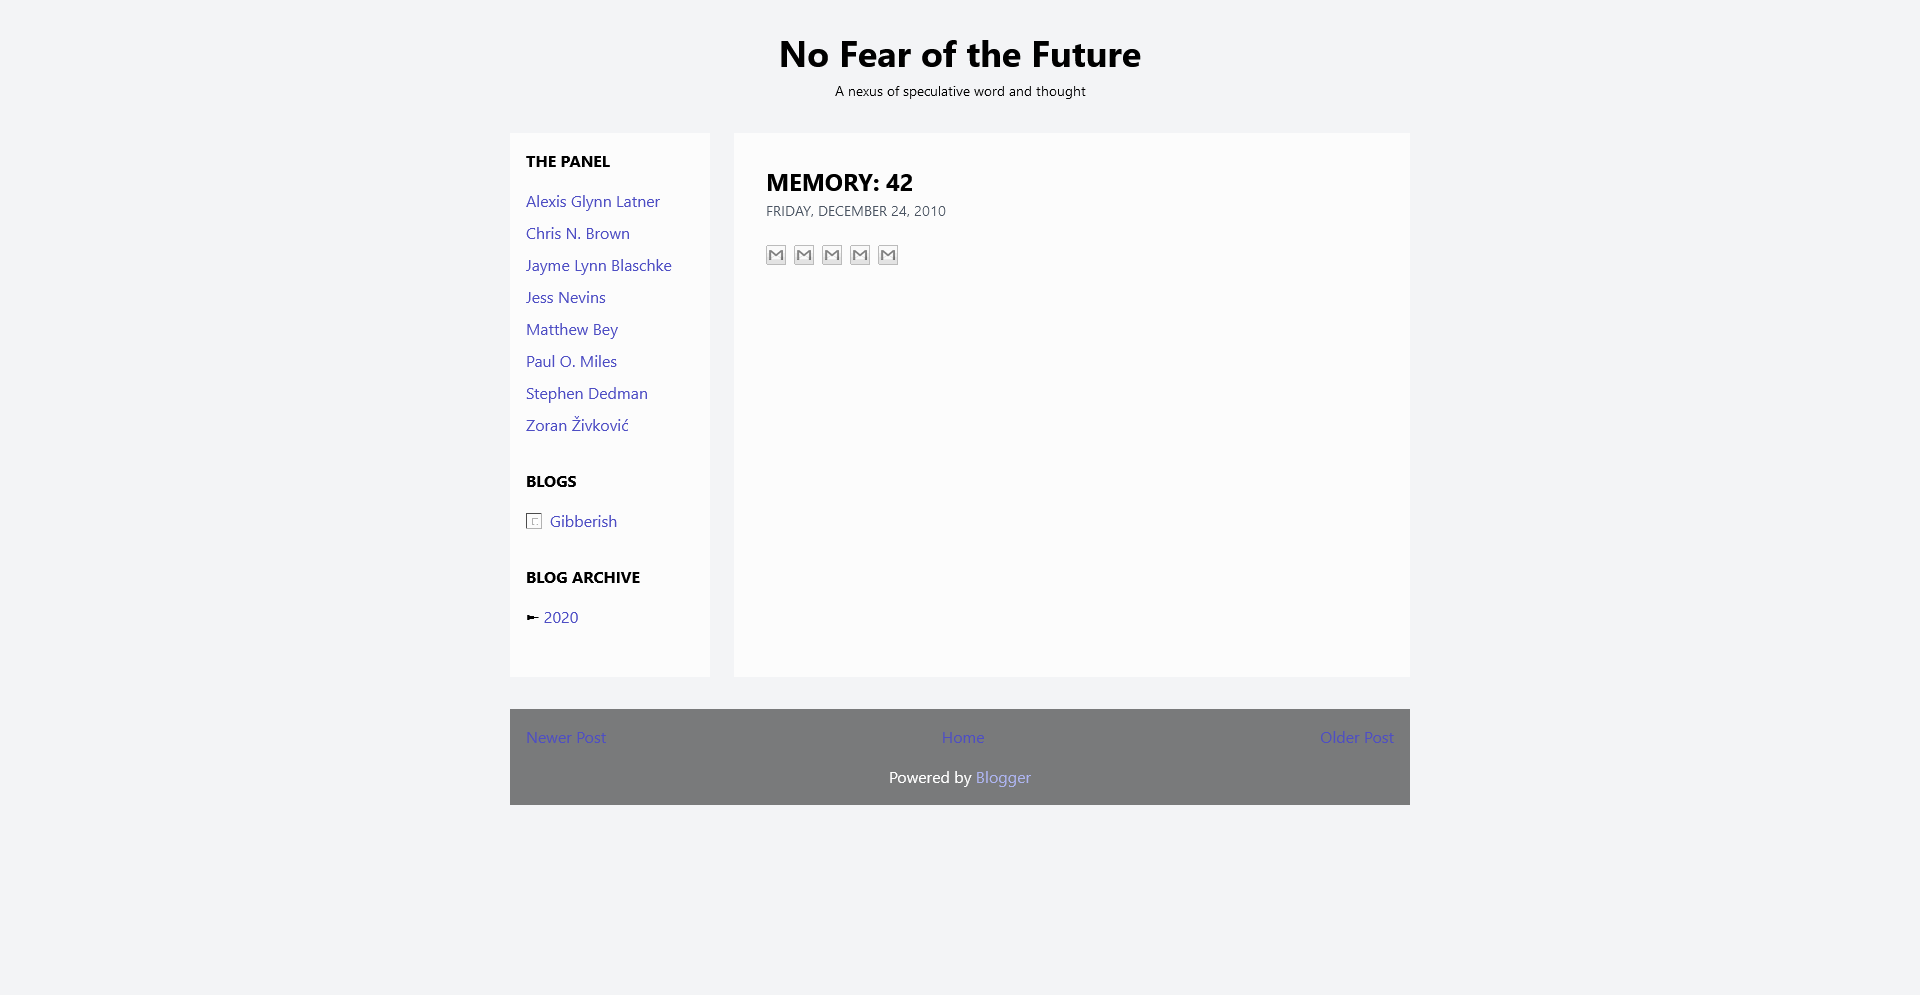 No Fear of the Future
A nexus of speculative word and thought
THE PANEL
Alexis Glynn Latner
Chris N. Brown
Jayme Lynn Blaschke
Jess Nevins
Matthew Bey
Paul O. Miles
Stephen Dedman
Zoran Živković
BLOGS
Gibberish
BLOG ARCHIVE
2020
MEMORY: 42
FRIDAY, DECEMBER 24, 2010
Newer Post
Home
Older Post
Powered by Blogger